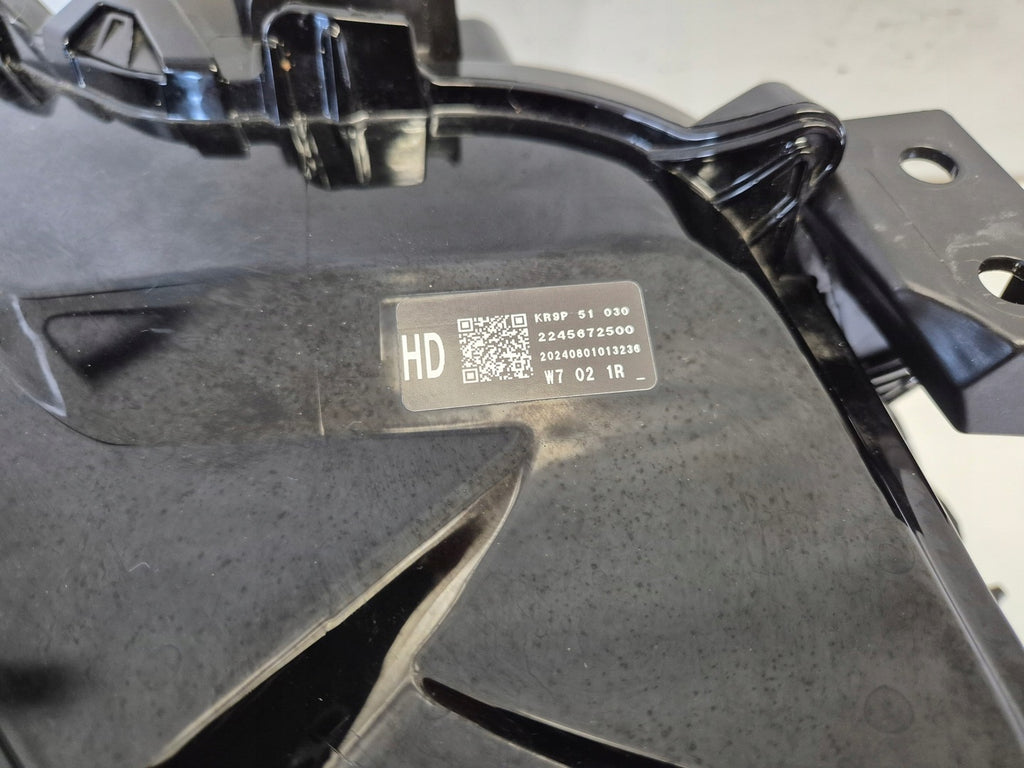 HD
KR9P 51 030
2245672500
20240801013236
W7 02 1R _